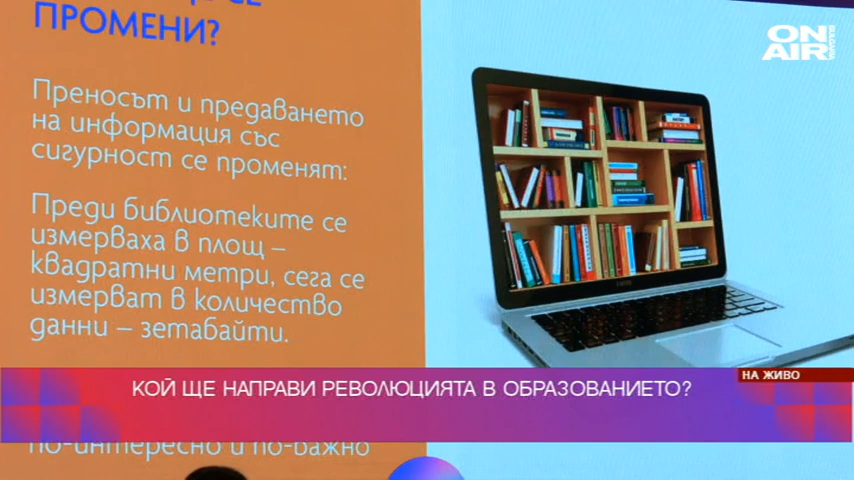 ПРОМЕНИ?
Преносът и предаването
на информация със
сигурност се променят:
Преди библиотеките се
измерваха в площ –
квадратни метри, сега се
измерват в количество
данни – зетабайти.
по-интересно и по-важно
ON
AIR
BULGARIA
НА ЖИВО
КОЙ ЩЕ НАПРАВИ РЕВОЛЮЦИЯТА В ОБРАЗОВАНИЕТО?